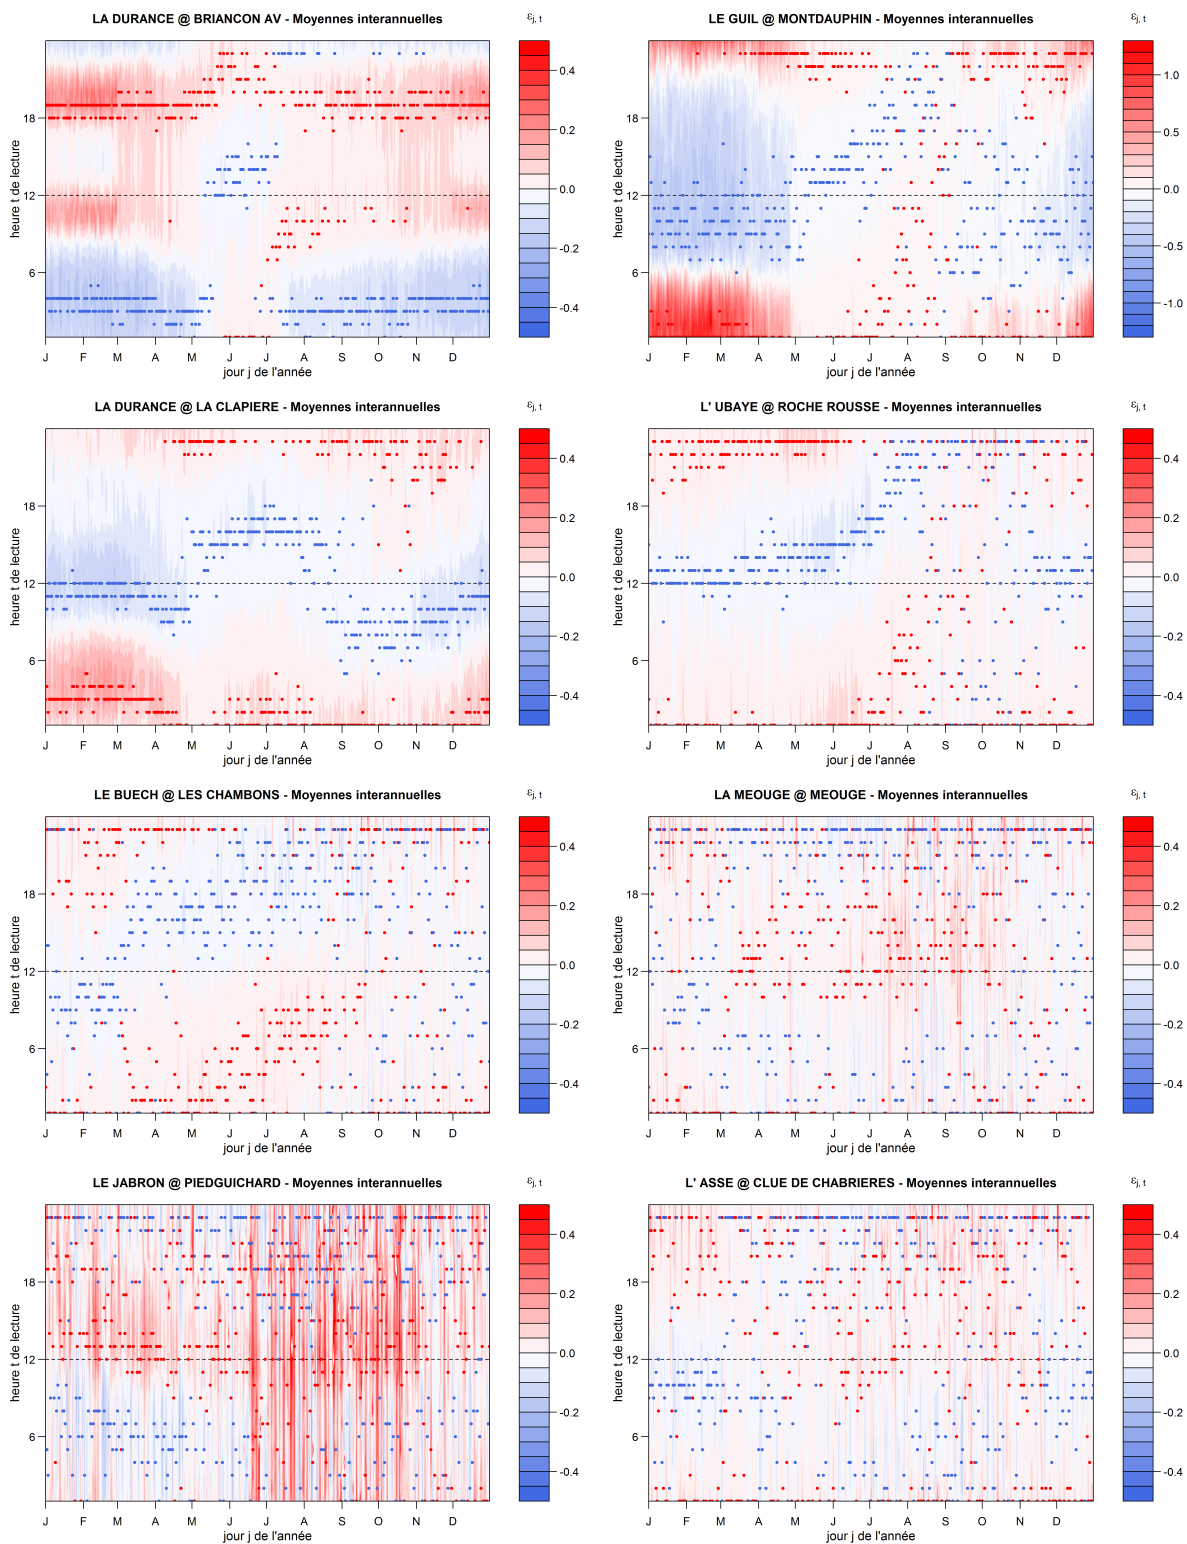 LA DURANCE @ BRIANCON AV - Moyennes interannuelles
εj, t
heure t de lecture
18
12
6
J F M A M J J A S O N D
jour j de l'année
0.4
0.2
0.0
-0.2
-0.4
LE GUIL @ MONTDAUPHIN - Moyennes interannuelles
εj, t
heure t de lecture
18
12
6
J F M A M J J A S O N D
jour j de l'année
1.0
0.5
0.0
-0.5
-1.0
LA DURANCE @ LA CLAPIERE - Moyennes interannuelles
εj, t
heure t de lecture
18
12
6
J F M A M J J A S O N D
jour j de l'année
0.4
0.2
0.0
-0.2
-0.4
L' UBAYE @ ROCHE ROUSSE - Moyennes interannuelles
εj, t
heure t de lecture
18
12
6
J F M A M J J A S O N D
jour j de l'année
0.4
0.2
0.0
-0.2
-0.4
LE BUECH @ LES CHAMBONS - Moyennes interannuelles
εj, t
heure t de lecture
18
12
6
J F M A M J J A S O N D
jour j de l'année
0.4
0.2
0.0
-0.2
-0.4
LA MEOUGE @ MEOUGE - Moyennes interannuelles
εj, t
heure t de lecture
18
12
6
J F M A M J J A S O N D
jour j de l'année
0.4
0.2
0.0
-0.2
-0.4
LE JABRON @ PIEDGUICHARD - Moyennes interannuelles
εj, t
heure t de lecture
18
12
6
J F M A M J J A S O N D
jour j de l'année
0.4
0.2
0.0
-0.2
-0.4
L' ASSE @ CLUE DE CHABRIERES - Moyennes interannuelles
εj, t
heure t de lecture
18
12
6
J F M A M J J A S O N D
jour j de l'année
0.4
0.2
0.0
-0.2
-0.4